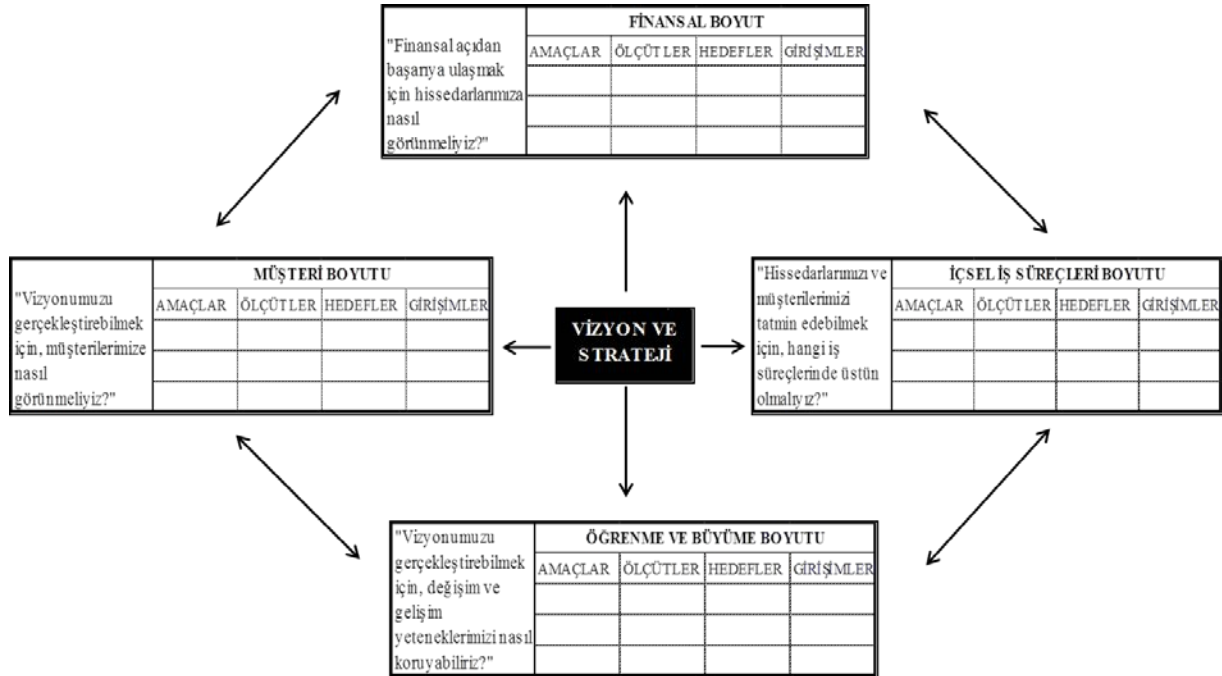 FİNANSAL BOYUT
"Finansal açıdan
başarıya ulaşmak
için hissedarlarımıza
nasıl
görünmeliyiz?"
AMAÇLAR ÖLÇÜTLER HEDEFLER GİRİŞİMLER
MÜŞTERİ BOYUTU
"Vizyonumuzu
gerçekleştirebilmek
için, müşterilerimize
nasıl
görünmeliyiz?"
AMAÇLAR ÖLÇÜTLER HEDEFLER GİRİŞİMLER
VİZYON VE
STRATEJİ
İÇSEL İŞ SÜREÇLERİ BOYUTU
"Hissedarlarımızı ve
müşterilerimizi
tatmin edebilmek
için, hangi iş
süreçlerinde üstün
olmalıyız?"
AMAÇLAR ÖLÇÜTLER HEDEFLER GİRİŞİMLER
ÖĞRENME VE BÜYÜME BOYUTU
"Vizyonumuzu
gerçekleştirebilmek
için, değişim ve
gelişim
yeteneklerimizi nasıl
koruyabiliriz?"
AMAÇLAR ÖLÇÜTLER HEDEFLER GİRİŞİMLER